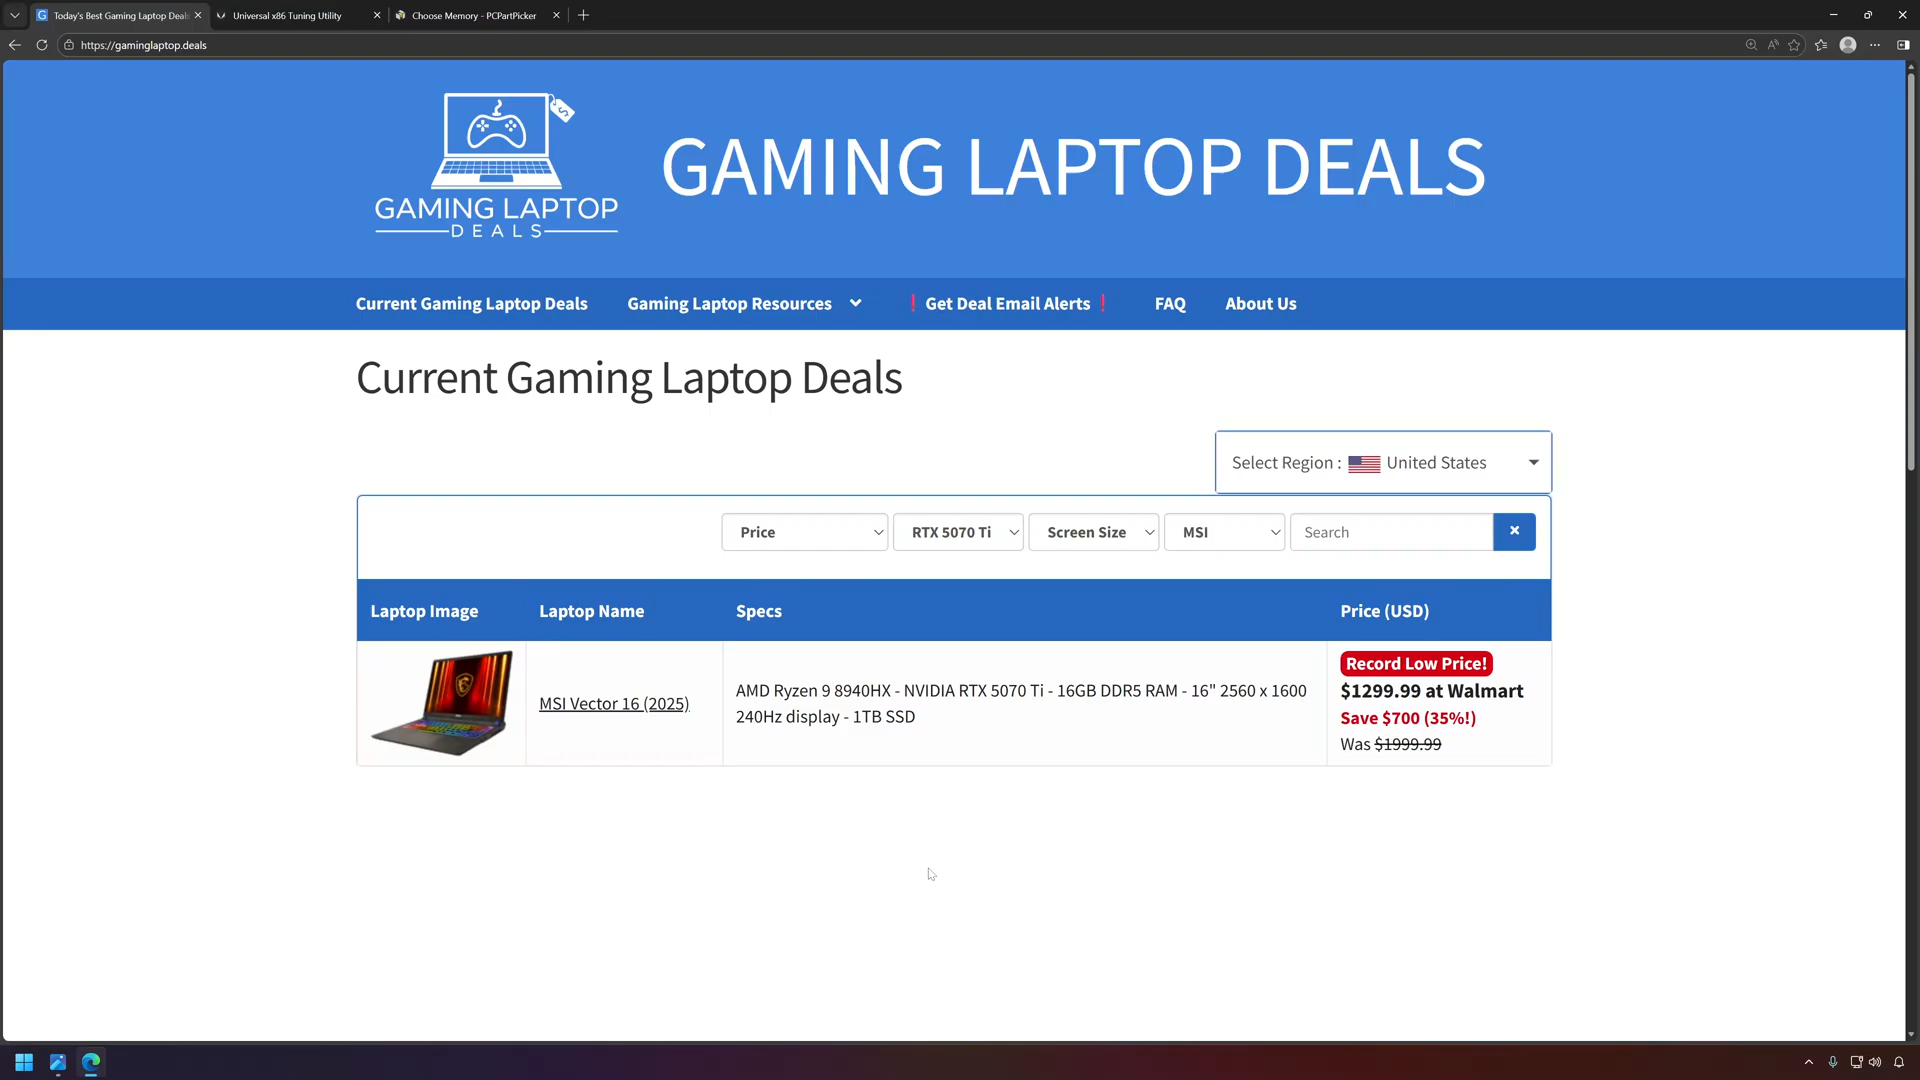 Today's Best Gaming Laptop Deals
Universal x86 Tuning Utility
Choose Memory - PCPartPicker
https://gaminglaptop.deals
GAMING LAPTOP
DEALS
GAMING LAPTOP DEALS
Current Gaming Laptop Deals
Gaming Laptop Resources
❗ Get Deal Email Alerts ❗
FAQ
About Us
Current Gaming Laptop Deals
Select Region : United States
Price
RTX 5070 Ti
Screen Size
MSI
Search
Laptop Image
Laptop Name
Specs
Price (USD)
MSI Vector 16 (2025)
AMD Ryzen 9 8940HX - NVIDIA RTX 5070 Ti - 16GB DDR5 RAM - 16" 2560 x 1600
240Hz display - 1TB SSD
Record Low Price!
$1299.99 at Walmart
Save $700 (35%!)
Was $1999.99